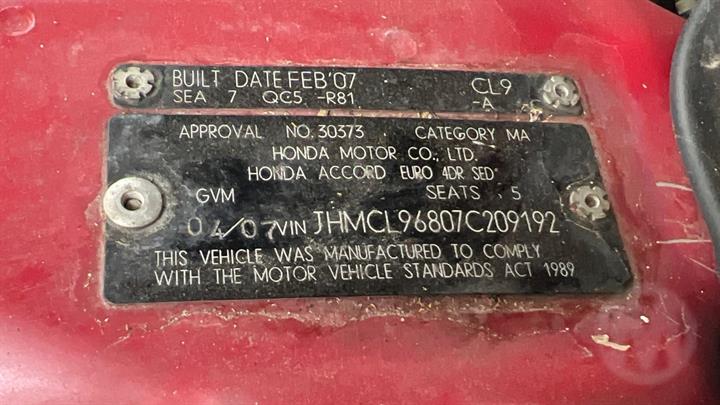 BUILT DATE FEB'07 CL9
SEA 7 QC5 -R81 -A
APPROVAL NO. 30373 CATEGORY MA
HONDA MOTOR CO., LTD.
HONDA ACCORD EURO 4DR SED
GVM SEATS 5
04/07 VIN JHMCL96807C209192
THIS VEHICLE WAS MANUFACTURED TO COMPLY
WITH THE MOTOR VEHICLE STANDARDS ACT 1989